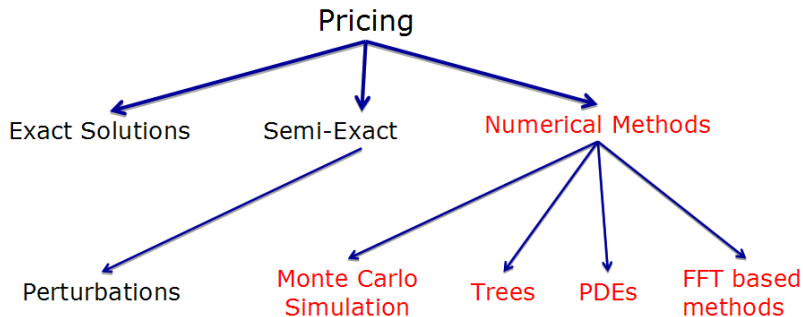 Pricing
Exact Solutions
Semi-Exact
Numerical Methods
Perturbations
Monte Carlo
Simulation
Trees
PDEs
FFT based
methods